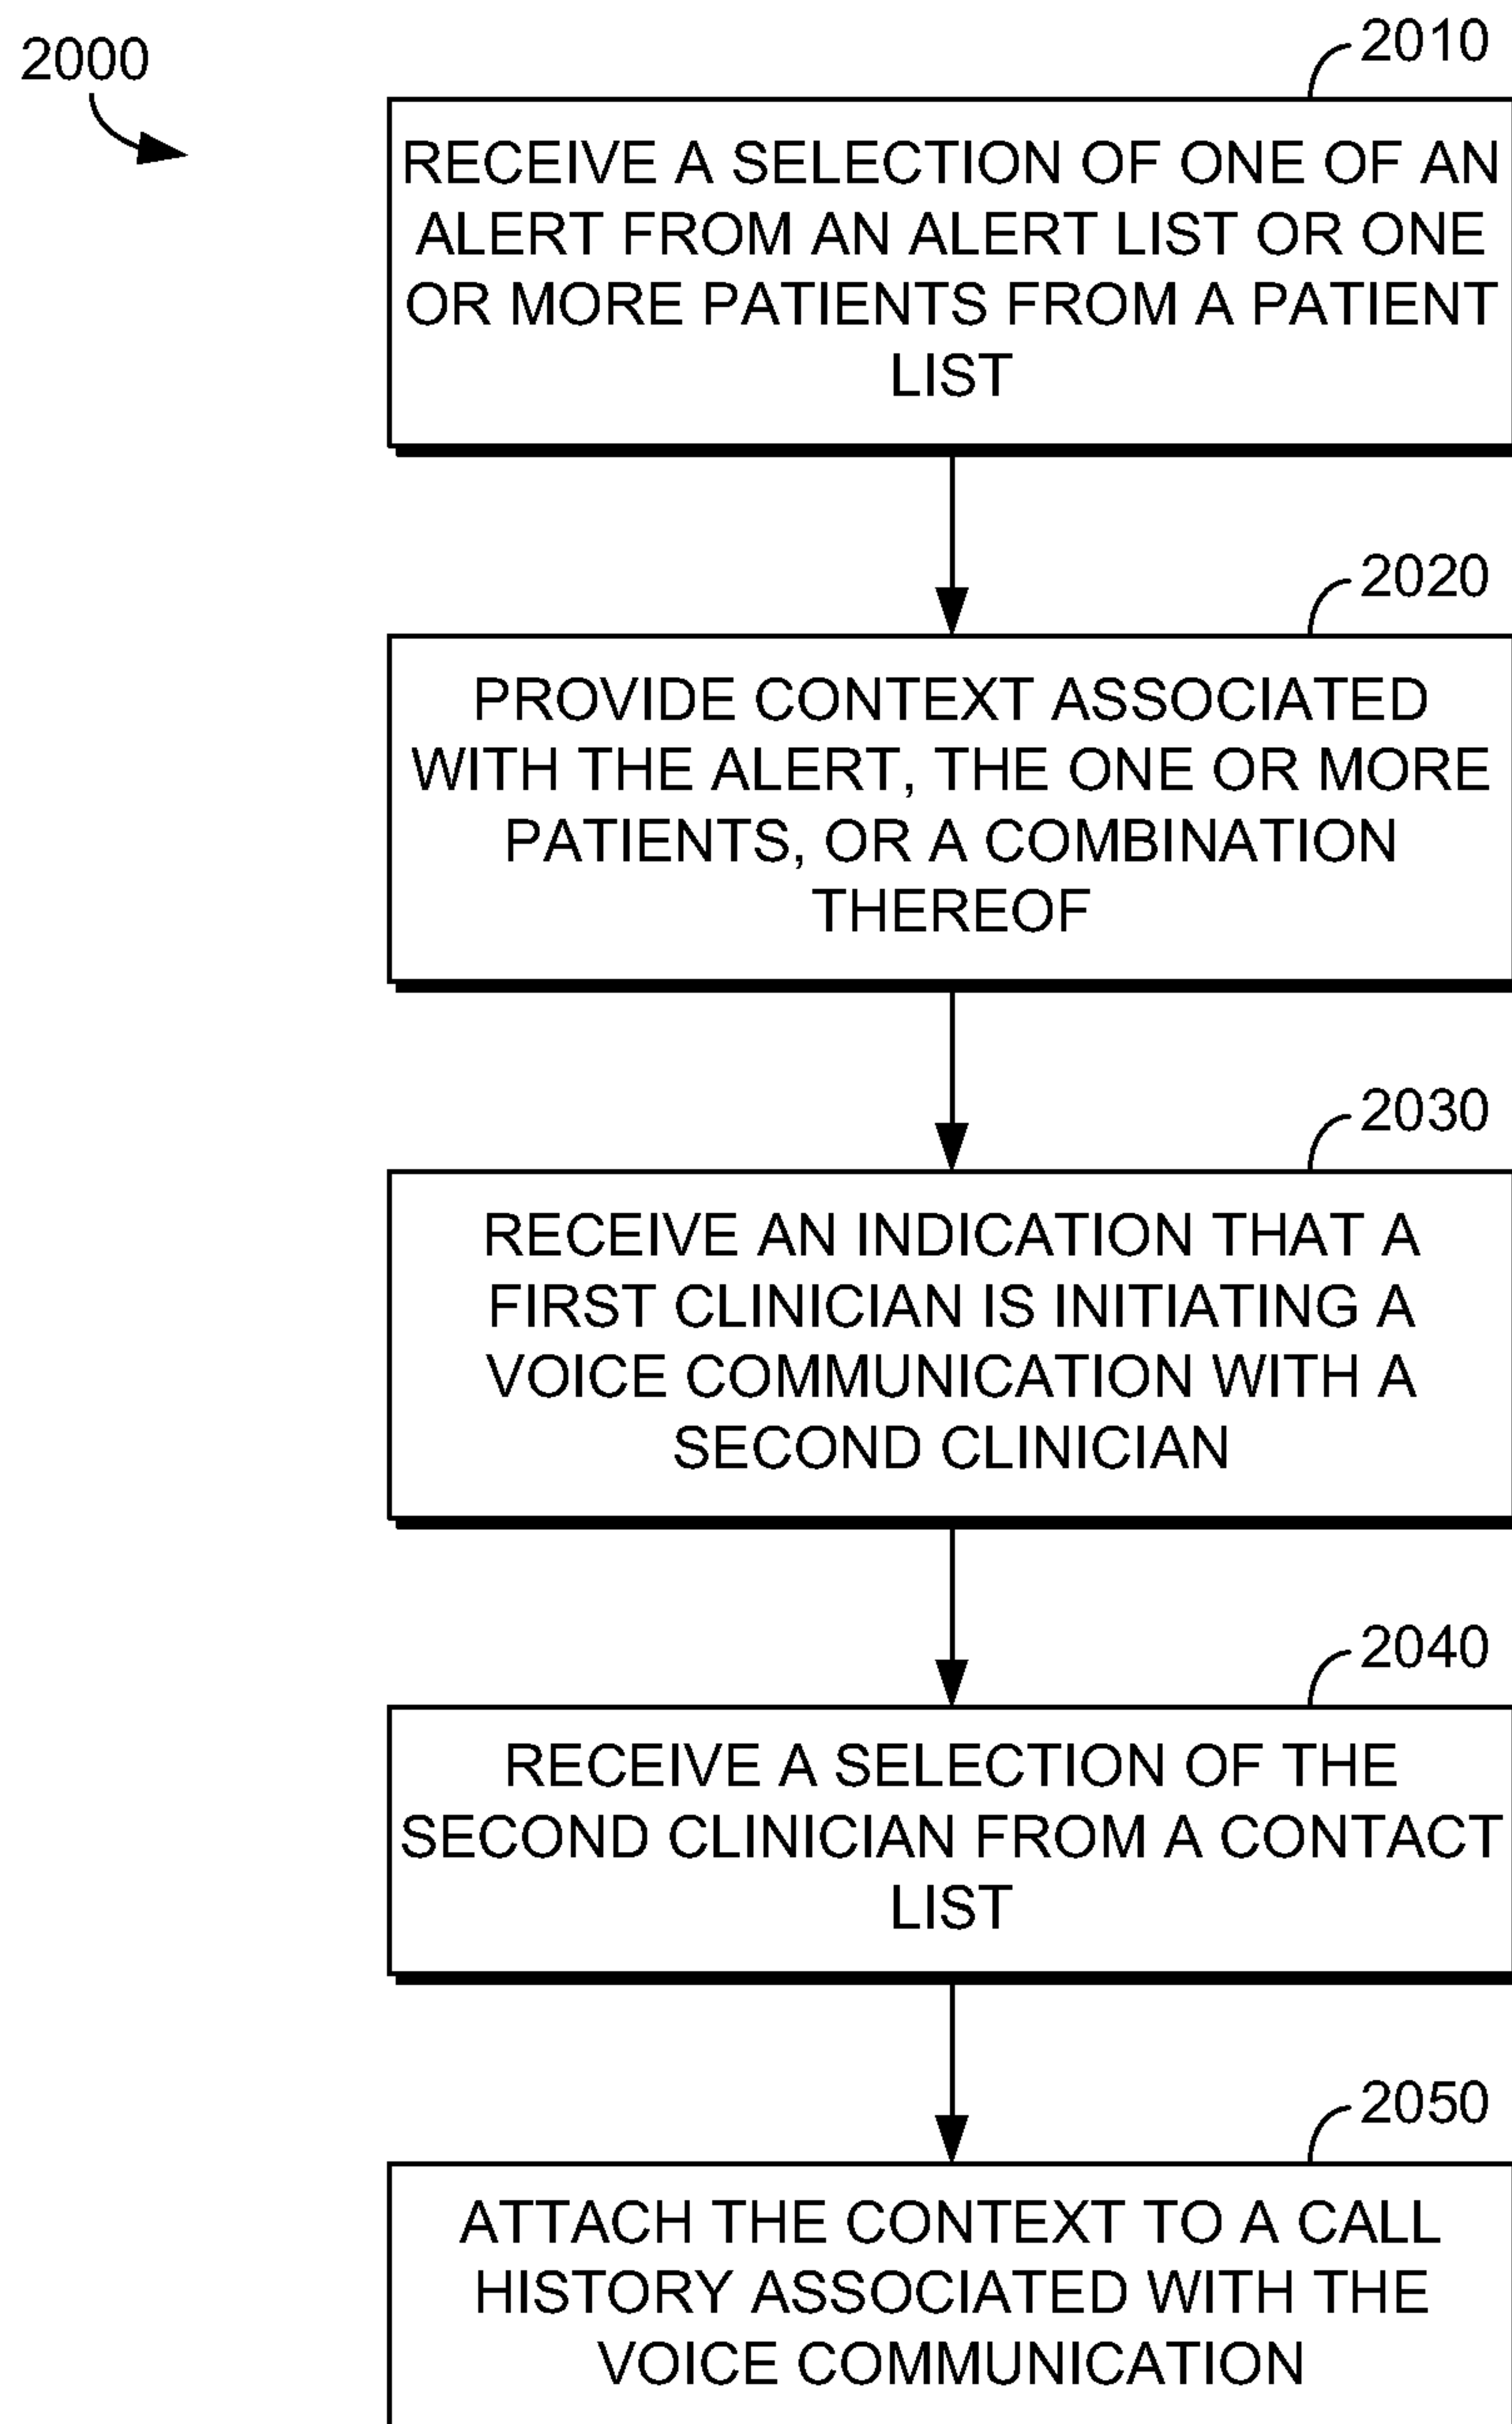 2000
2010
RECEIVE A SELECTION OF ONE OF AN
ALERT FROM AN ALERT LIST OR ONE
OR MORE PATIENTS FROM A PATIENT
LIST
2020
PROVIDE CONTEXT ASSOCIATED
WITH THE ALERT, THE ONE OR MORE
PATIENTS, OR A COMBINATION
THEREOF
2030
RECEIVE AN INDICATION THAT A
FIRST CLINICIAN IS INITIATING A
VOICE COMMUNICATION WITH A
SECOND CLINICIAN
2040
RECEIVE A SELECTION OF THE
SECOND CLINICIAN FROM A CONTACT
LIST
2050
ATTACH THE CONTEXT TO A CALL
HISTORY ASSOCIATED WITH THE
VOICE COMMUNICATION